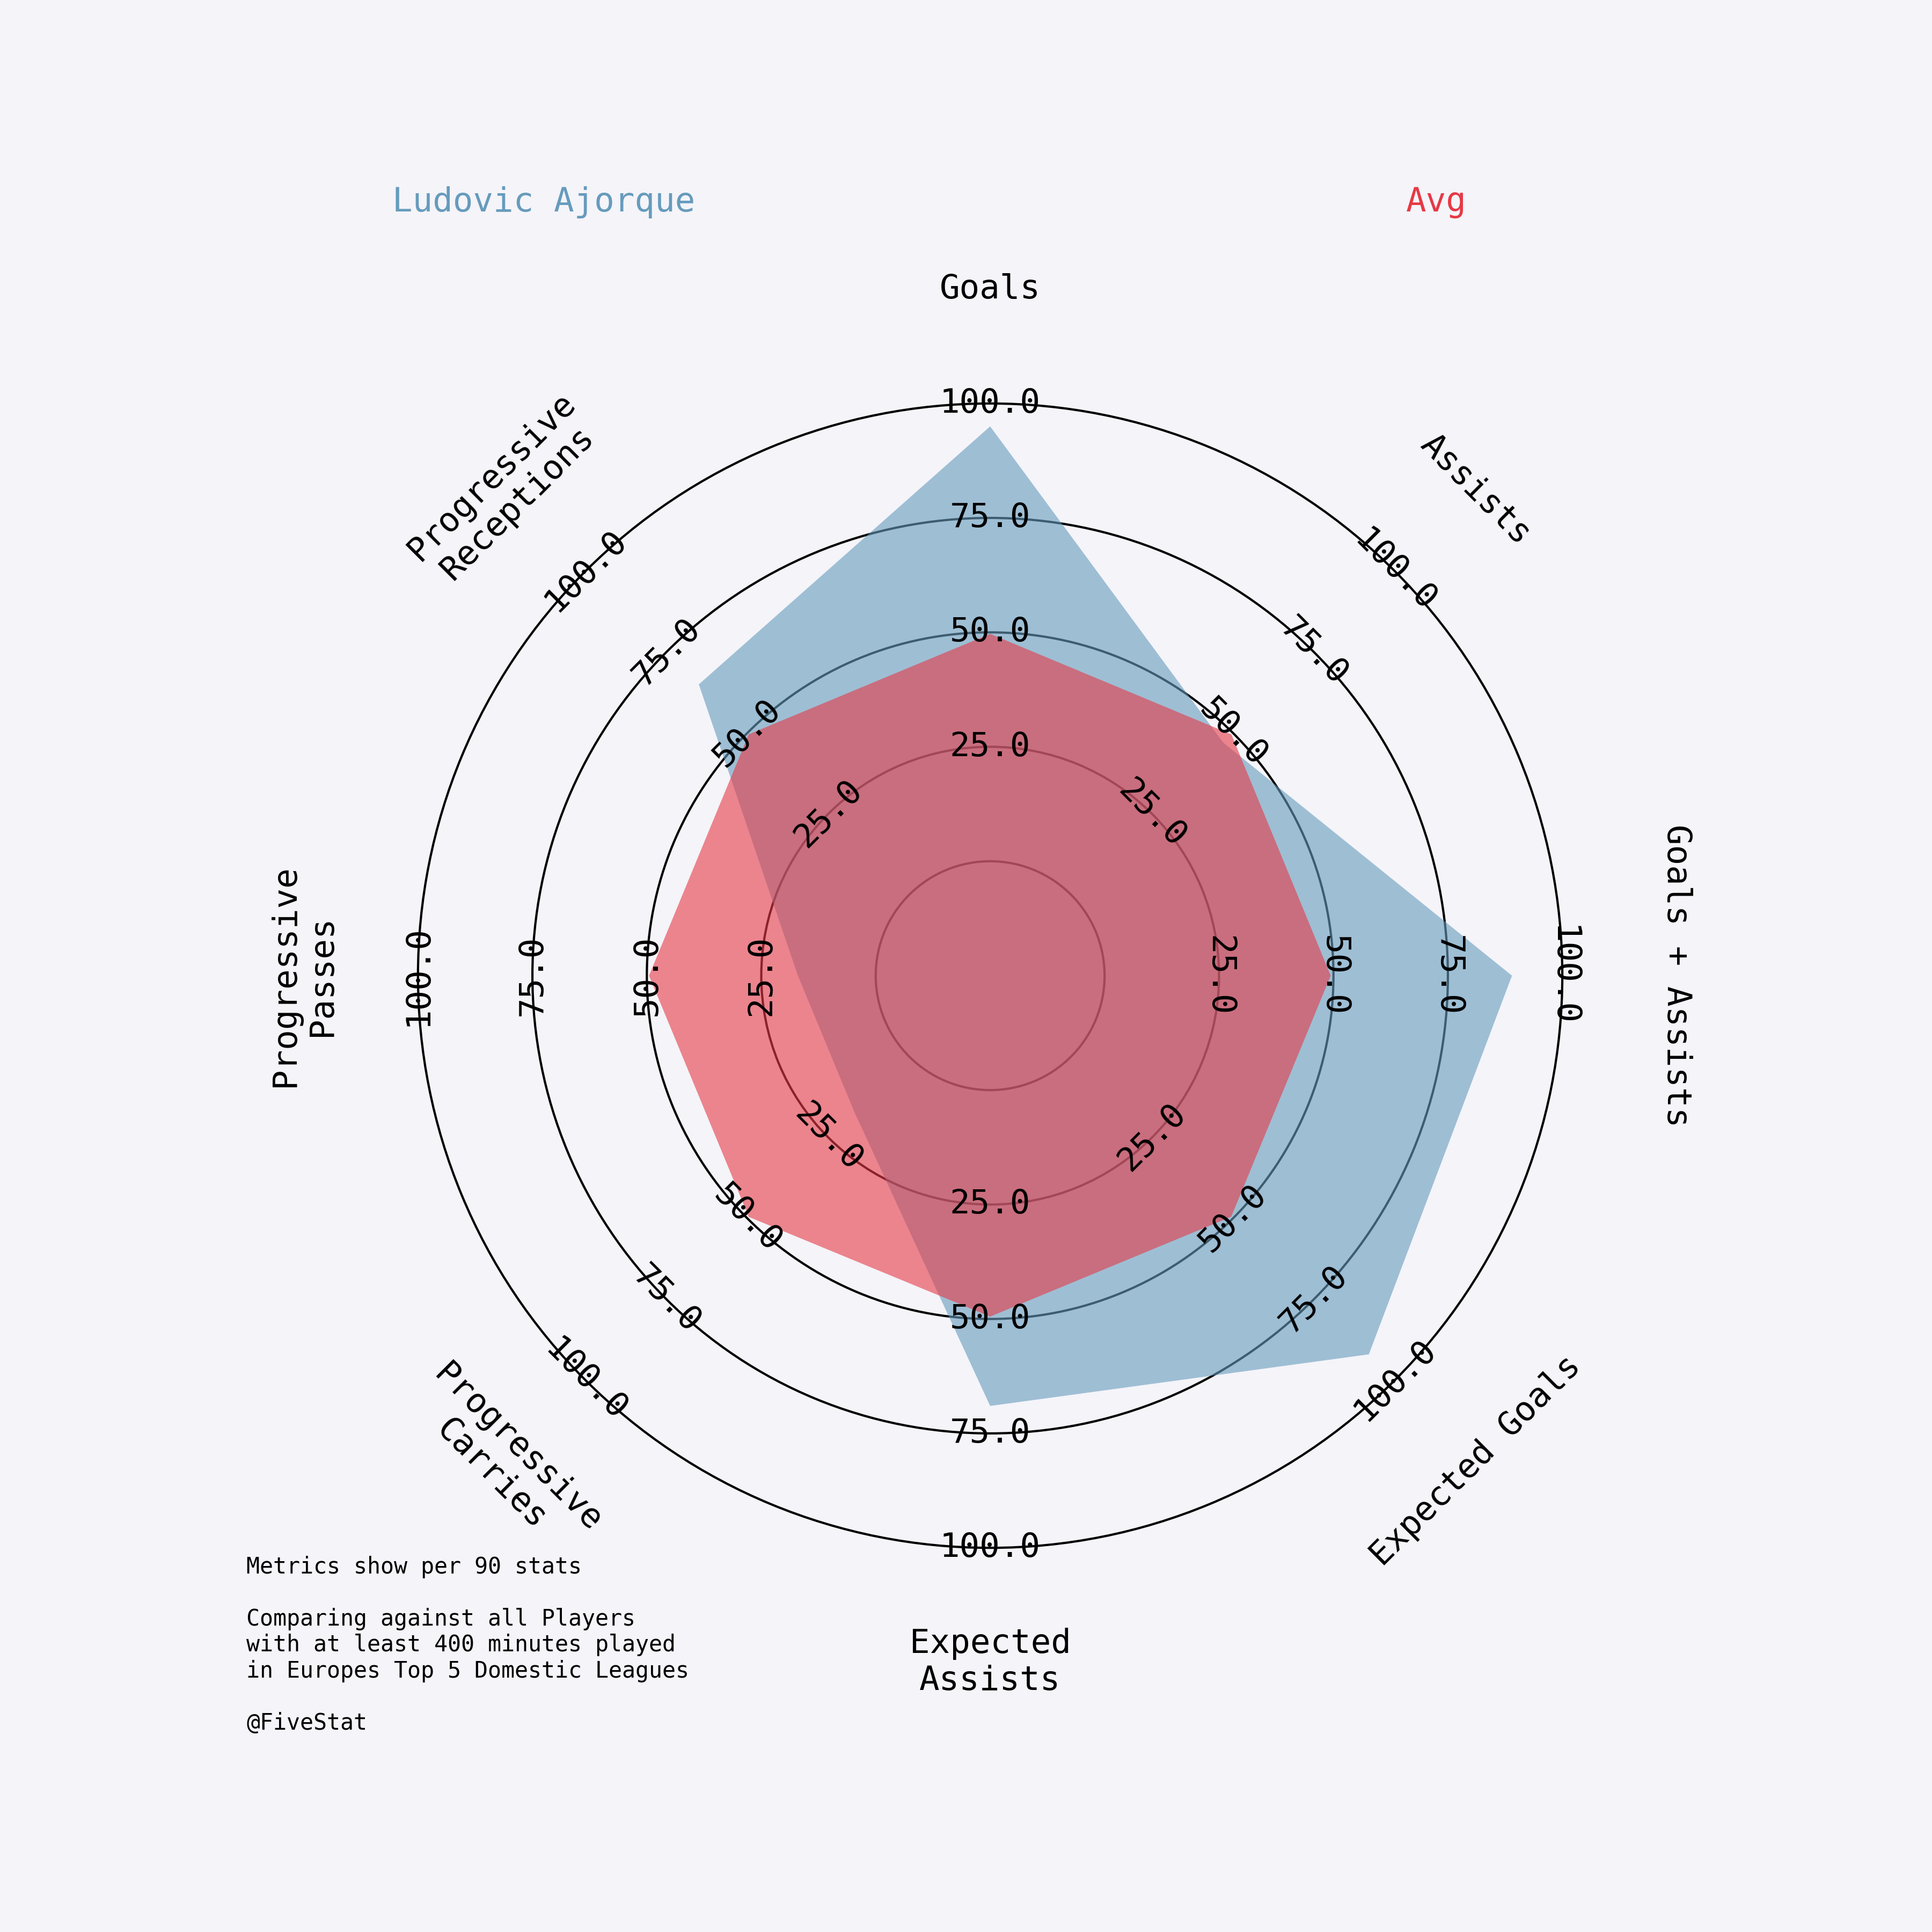 Ludovic Ajorque
Avg
Goals
Assists
Goals + Assists
Expected Goals
Expected
Assists
Progressive
Carries
Progressive
Passes
Progressive
Receptions
25.0
50.0
75.0
100.0
25.0
50.0
75.0
100.0
25.0
50.0
75.0
100.0
25.0
50.0
75.0
100.0
25.0
50.0
75.0
100.0
25.0
50.0
75.0
100.0
25.0
50.0
75.0
100.0
25.0
50.0
75.0
100.0
Metrics show per 90 stats
Comparing against all Players
with at least 400 minutes played
in Europes Top 5 Domestic Leagues
@FiveStat